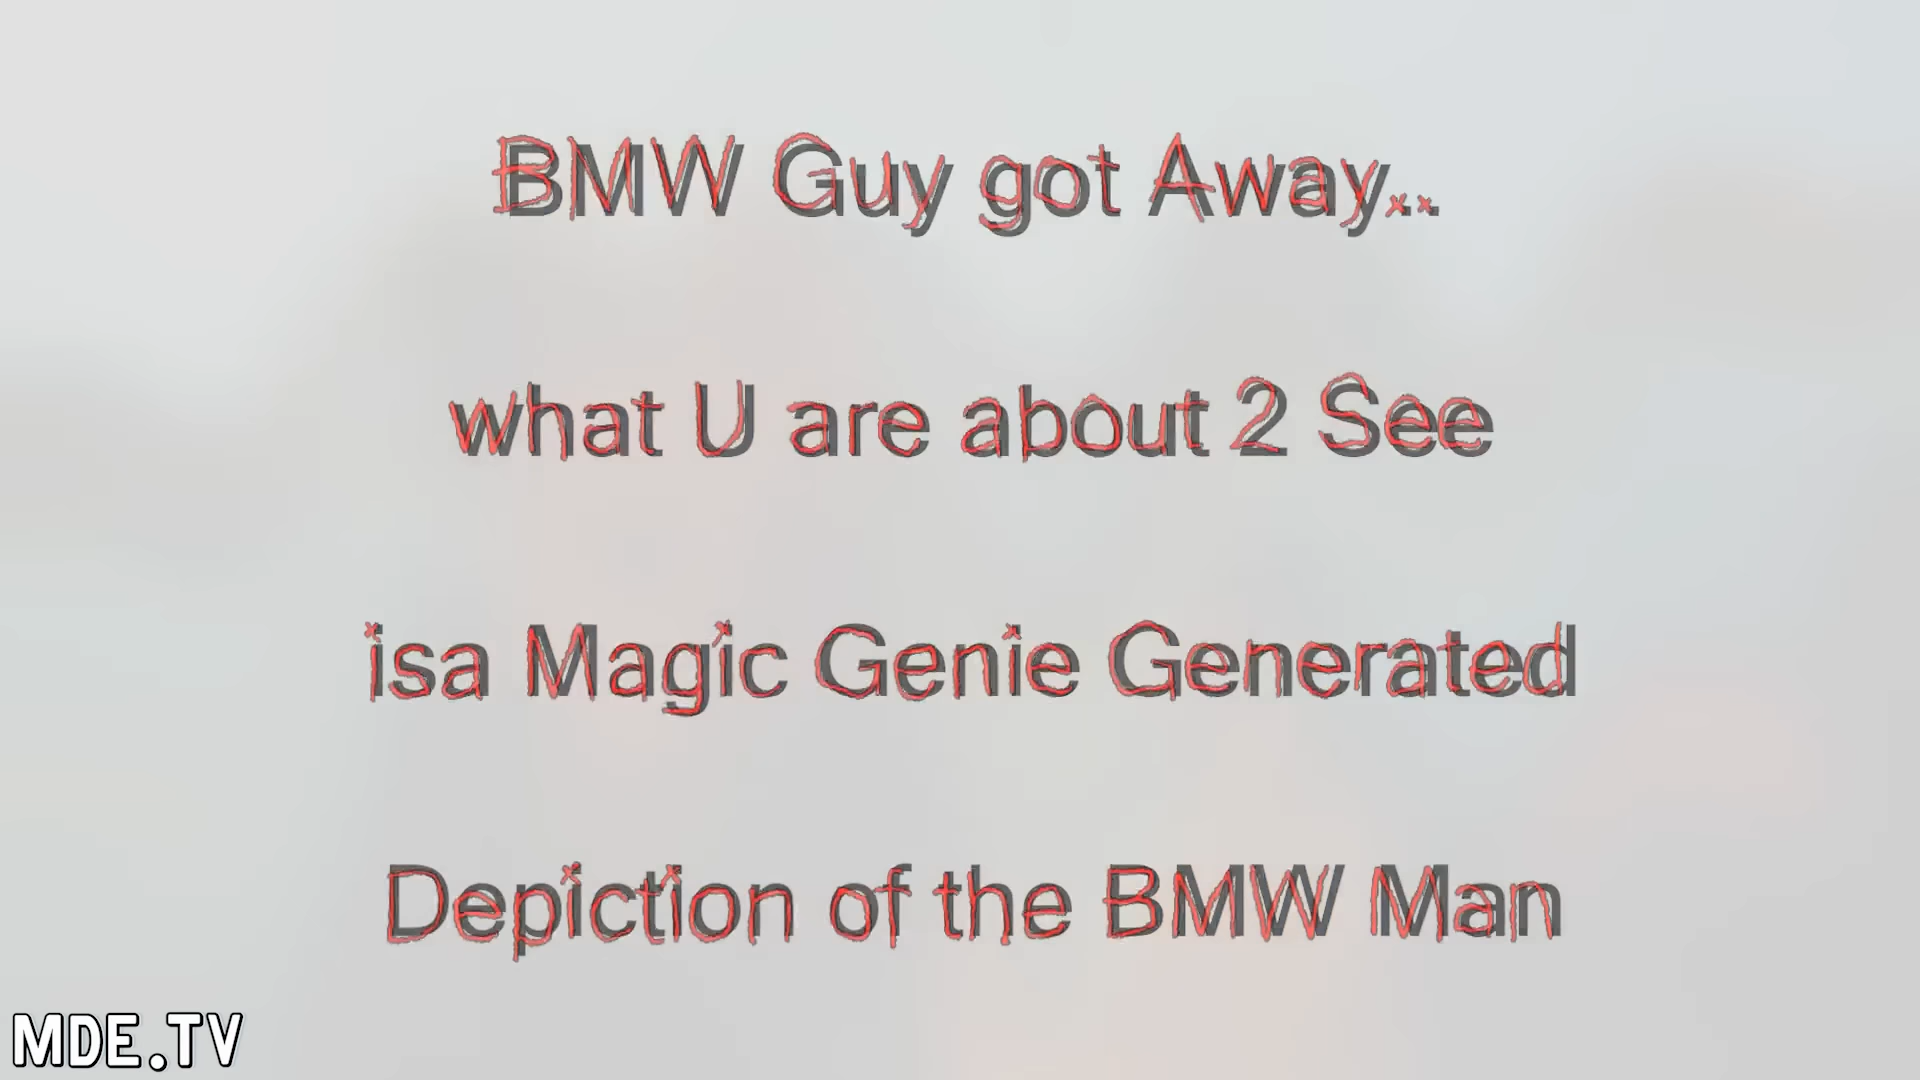 BMW Guy got Away..
what U are about 2 See
isa Magic Genie Generated
Depiction of the BMW Man
MDE.TV